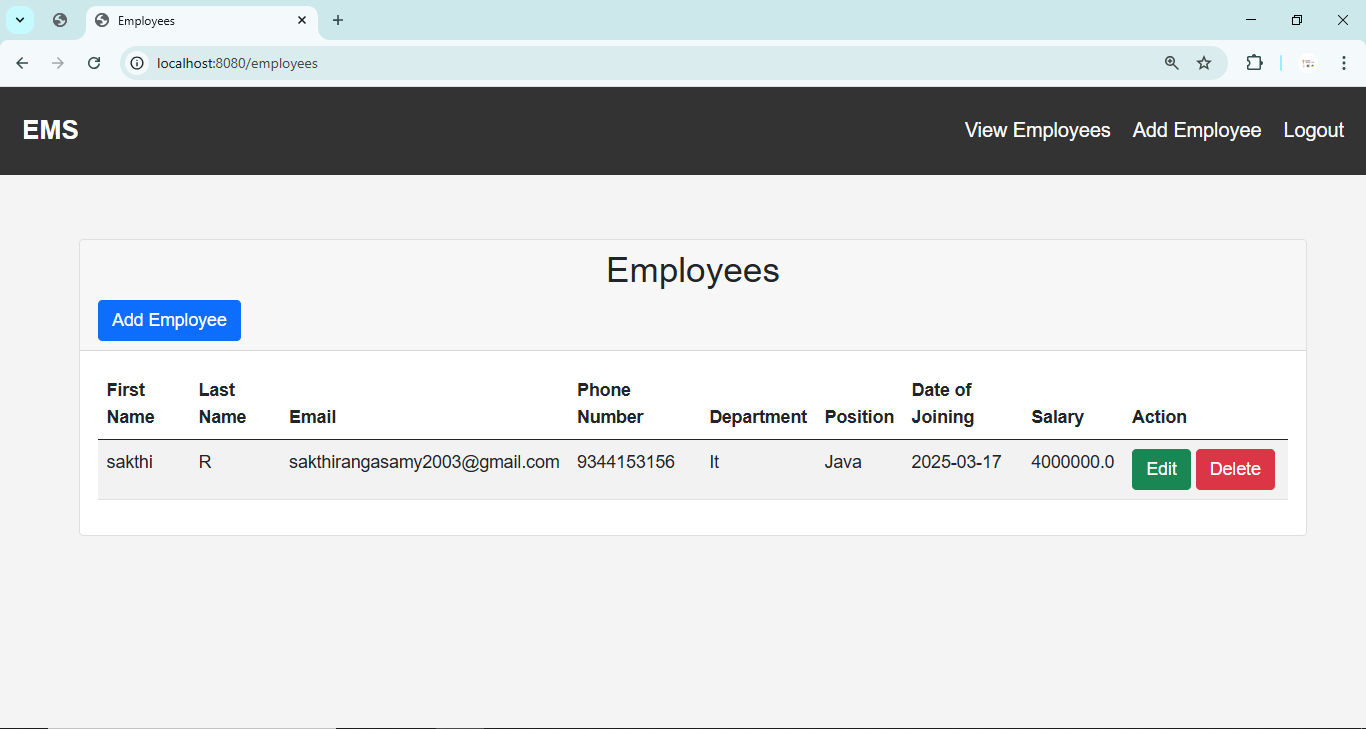 Employees
localhost:8080/employees
EMS
View Employees Add Employee Logout
Employees
Add Employee
First Name Last Name Email Phone Number Department Position Date of Joining Salary Action
sakthi R sakthirangasamy2003@gmail.com 9344153156 It Java 2025-03-17 4000000.0 Edit Delete